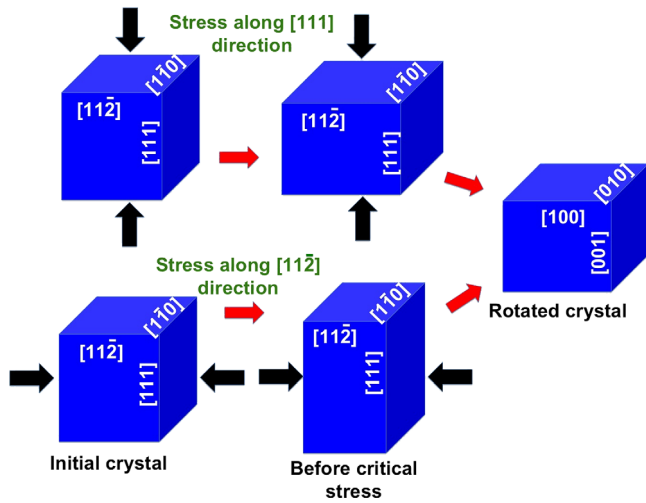 Stress along [111]
direction
[11̄0]
[11̄0]
[112̄]
[112̄]
[111]
[111]
[010]
[100]
[001]
Stress along [112̄]
direction
Rotated crystal
[11̄0]
[11̄0]
[112̄]
[112̄]
[111]
[111]
Initial crystal
Before critical
stress